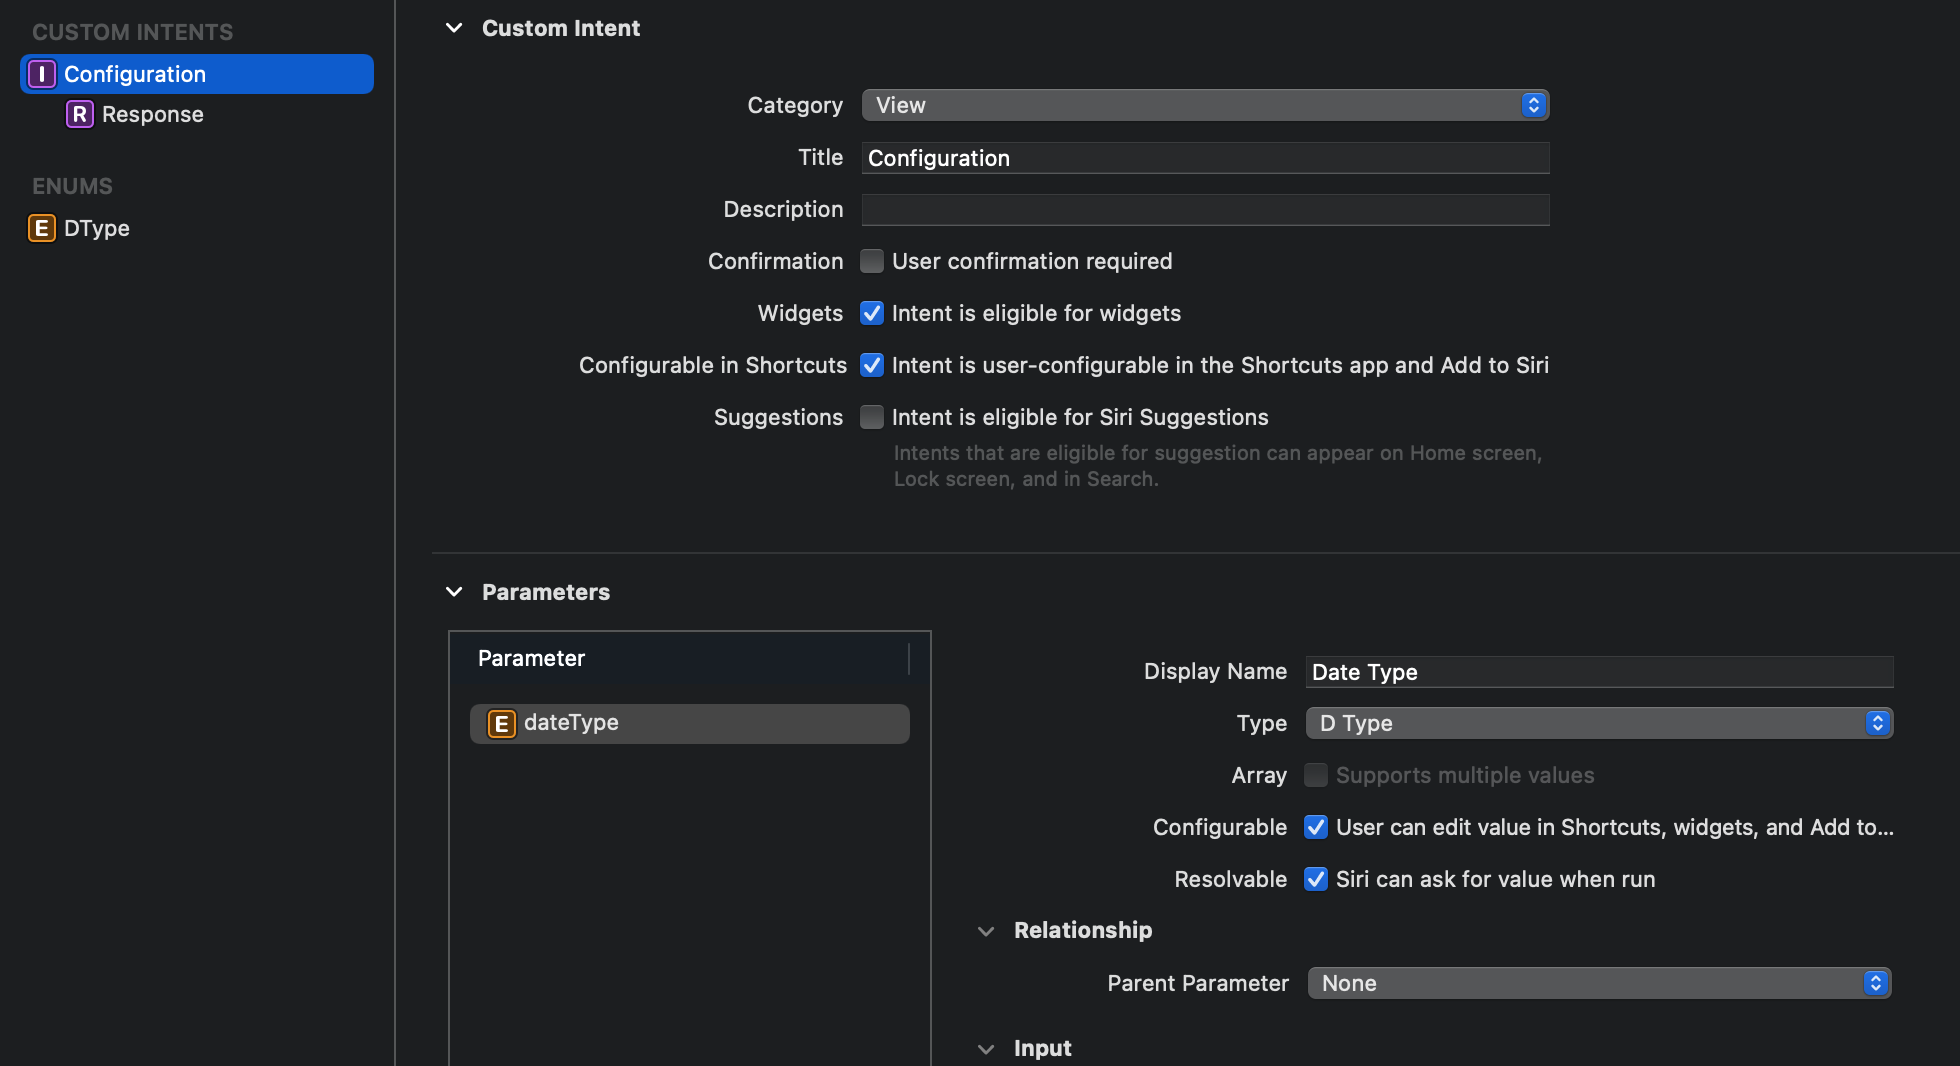 CUSTOM INTENTS
I Configuration
R Response
ENUMS
E DType
Custom Intent
Category View
Title Configuration
Description
Confirmation User confirmation required
Widgets Intent is eligible for widgets
Configurable in Shortcuts Intent is user-configurable in the Shortcuts app and Add to Siri
Suggestions Intent is eligible for Siri Suggestions
Intents that are eligible for suggestion can appear on Home screen,
Lock screen, and in Search.
Parameters
Parameter
E dateType
Display Name Date Type
Type D Type
Array Supports multiple values
Configurable User can edit value in Shortcuts, widgets, and Add to...
Resolvable Siri can ask for value when run
Relationship
Parent Parameter None
Input